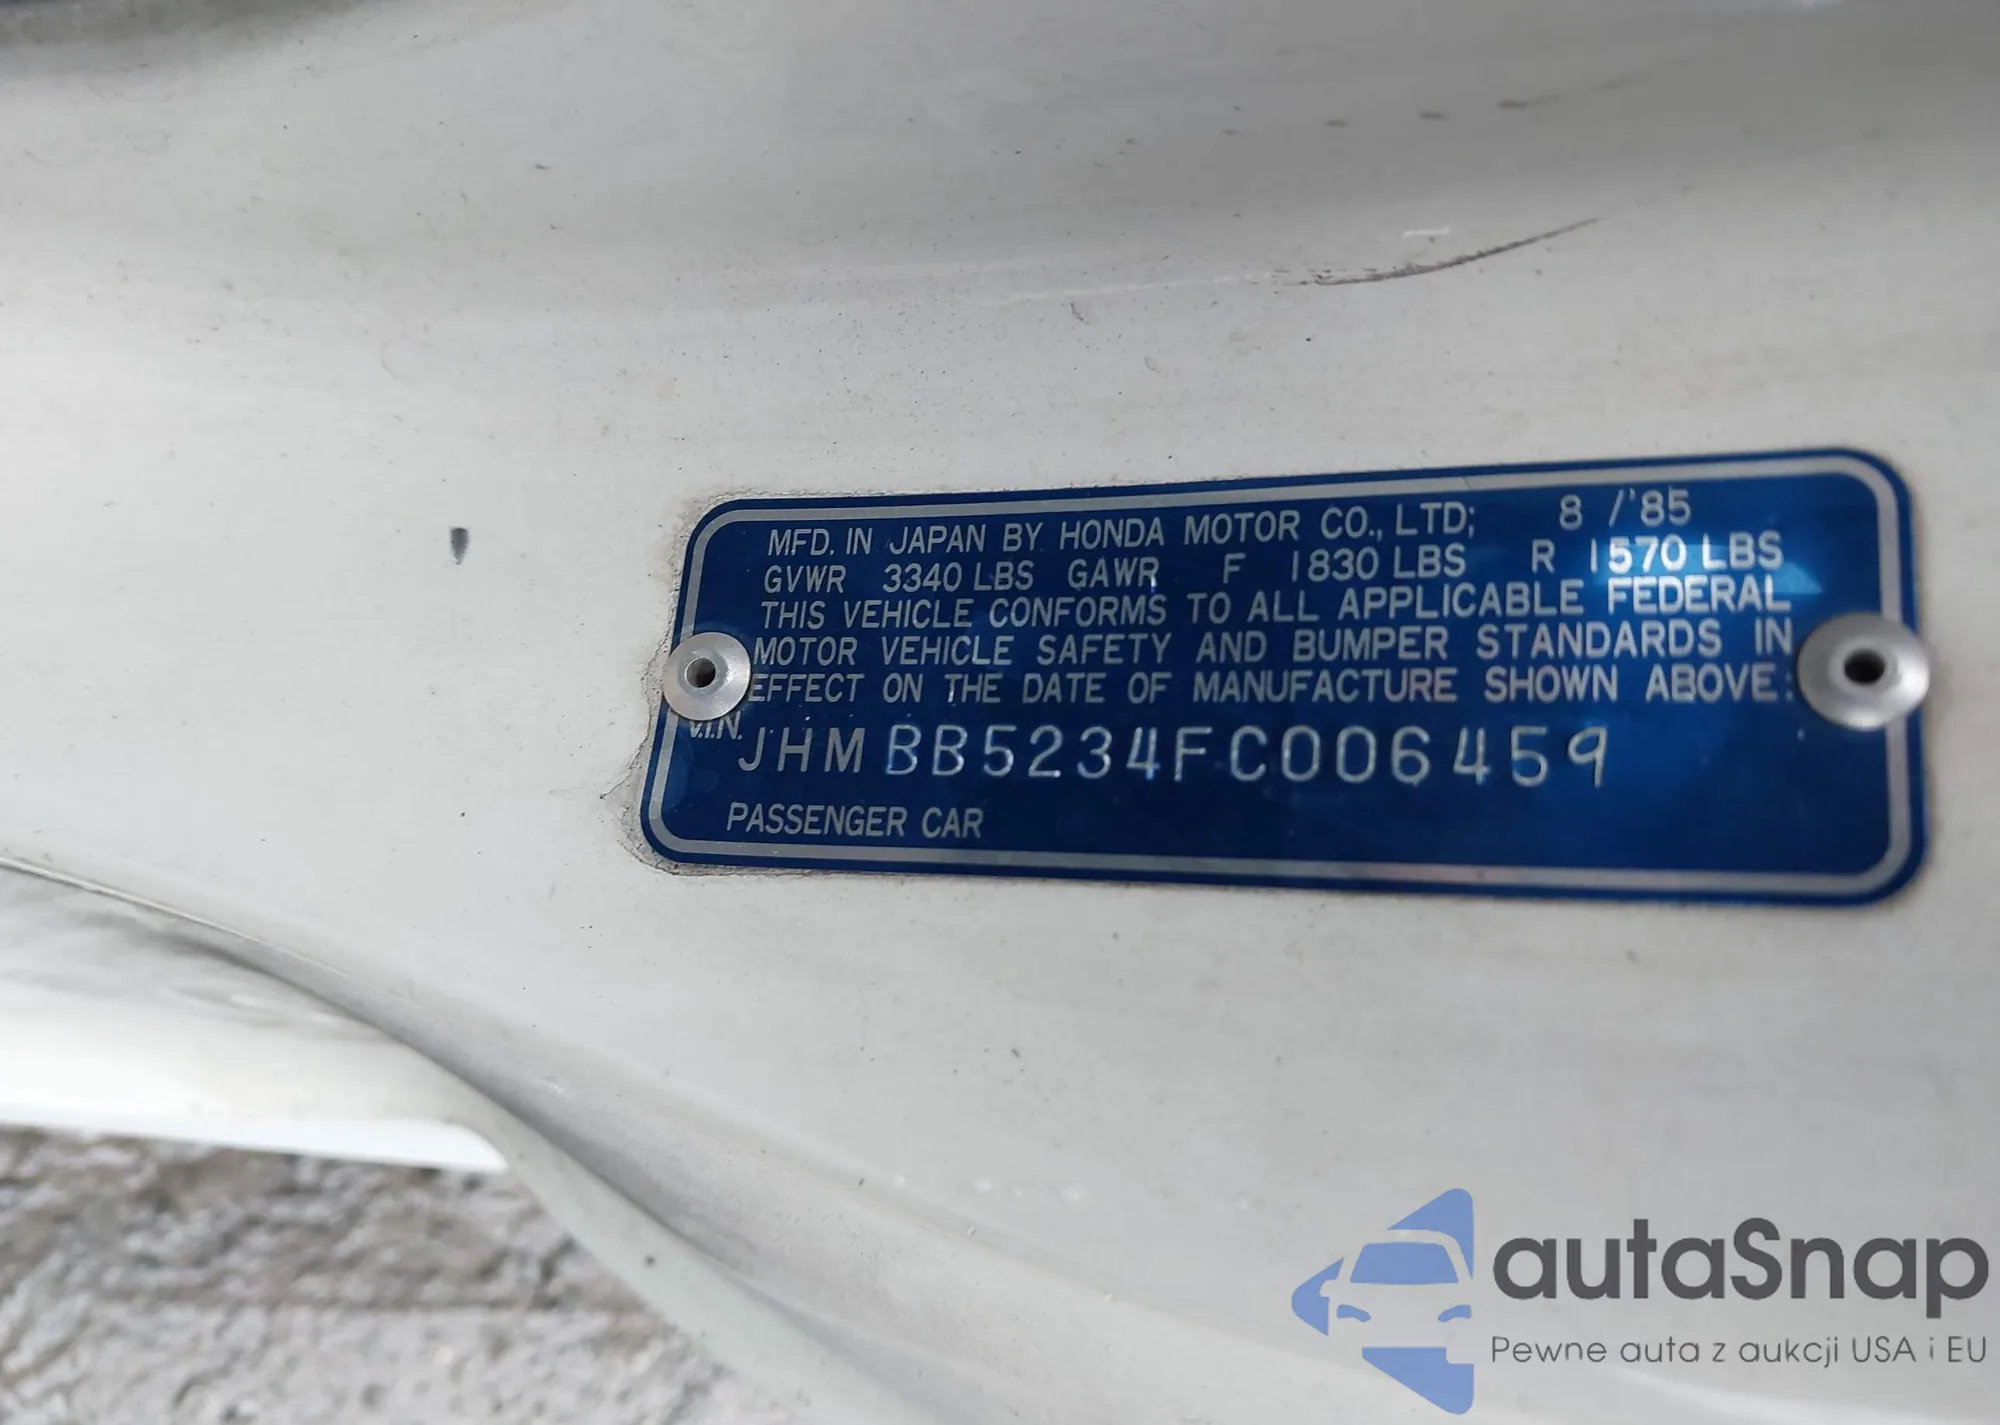 MFD. IN JAPAN BY HONDA MOTOR CO., LTD; 8 /'85
GVWR 3340 LBS GAWR F 1830 LBS R 1570 LBS
THIS VEHICLE CONFORMS TO ALL APPLICABLE FEDERAL
MOTOR VEHICLE SAFETY AND BUMPER STANDARDS IN
EFFECT ON THE DATE OF MANUFACTURE SHOWN ABOVE:
V.I.N. JHMBB5234FC006459
PASSENGER CAR
autaSnap
Pewne auta z aukcji USA i EU